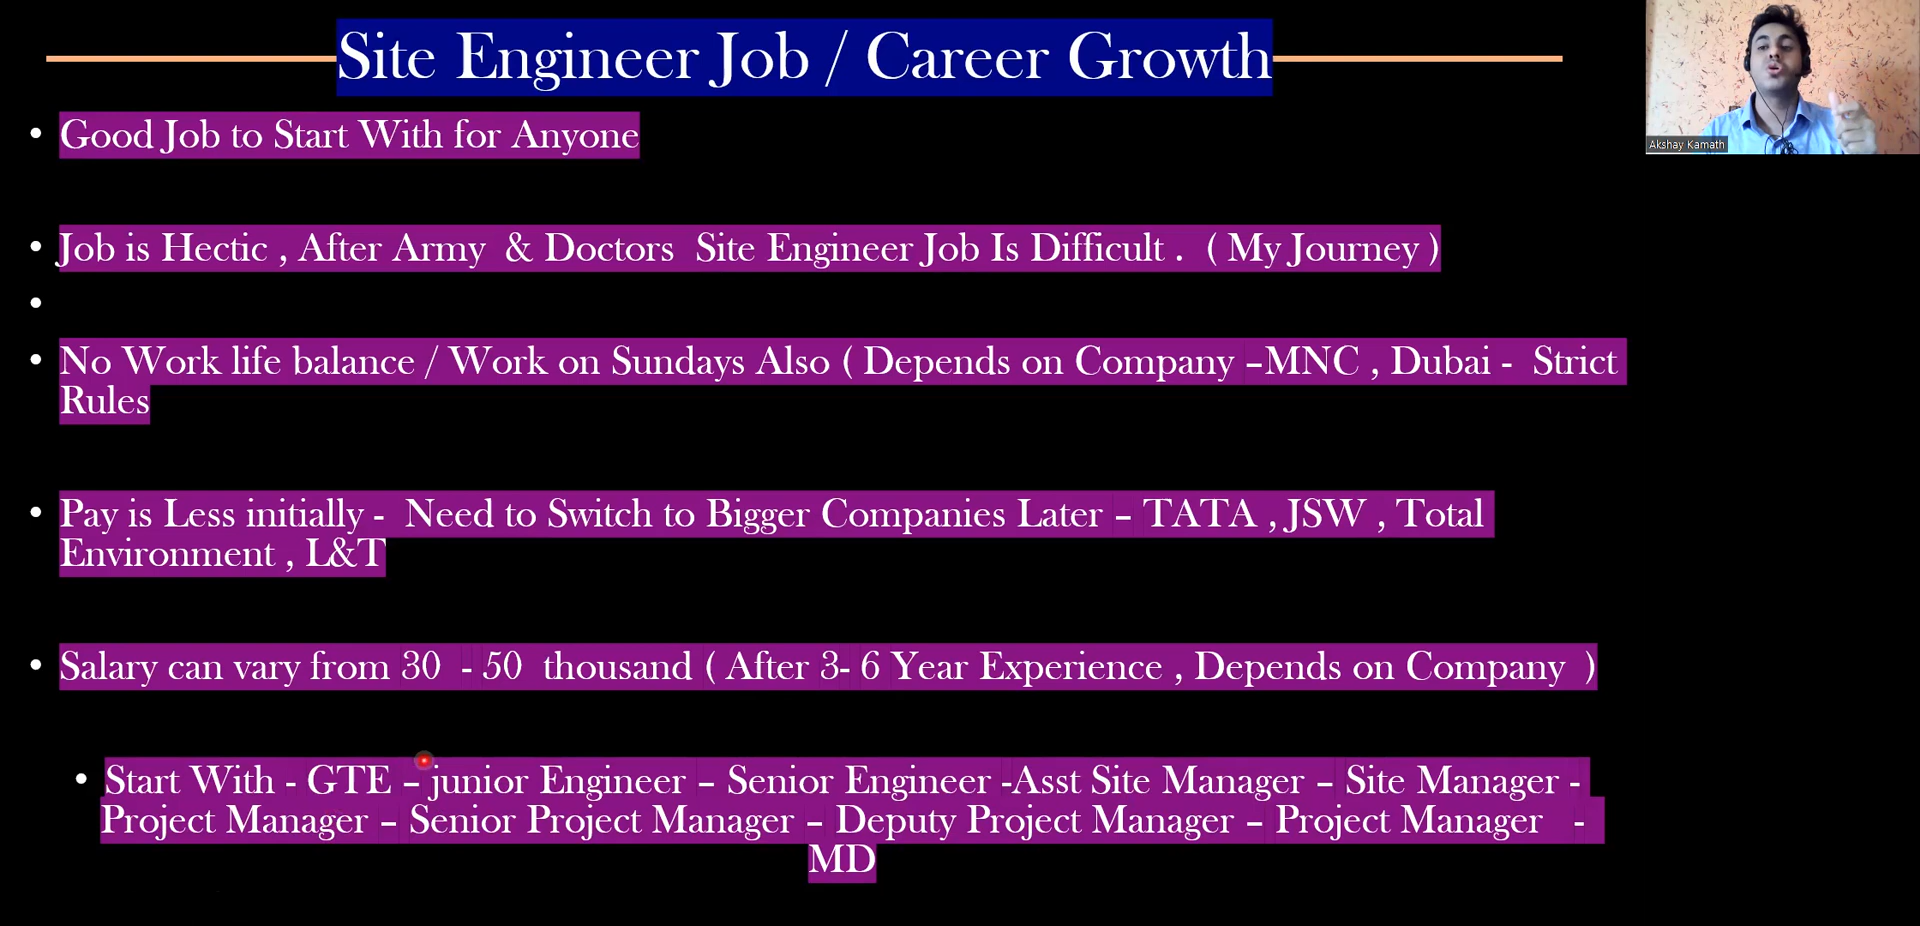 Site Engineer Job / Career Growth
Akshay Kamath
• Good Job to Start With for Anyone
• Job is Hectic , After Army & Doctors Site Engineer Job Is Difficult . ( My Journey )
•
• No Work life balance / Work on Sundays Also ( Depends on Company –MNC , Dubai - Strict
Rules
• Pay is Less initially - Need to Switch to Bigger Companies Later – TATA , JSW , Total
Environment , L&T
• Salary can vary from 30 - 50 thousand ( After 3- 6 Year Experience , Depends on Company )
• Start With - GTE – junior Engineer – Senior Engineer -Asst Site Manager – Site Manager -
Project Manager – Senior Project Manager – Deputy Project Manager – Project Manager -
MD